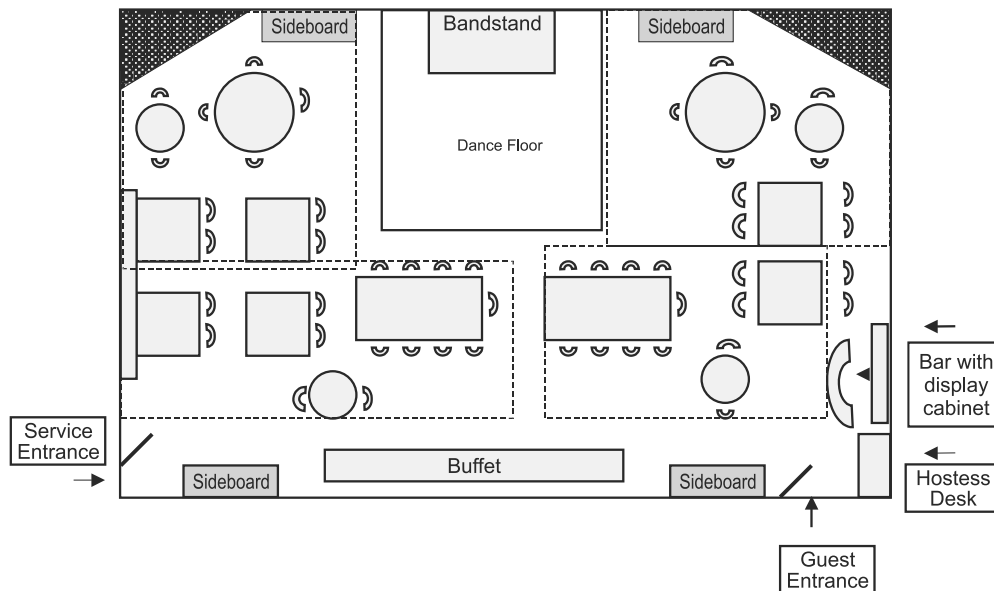 Sideboard
Bandstand
Sideboard
Dance Floor
Bar with
display
cabinet
Service
Entrance
Buffet
Sideboard
Sideboard
Hostess
Desk
Guest
Entrance